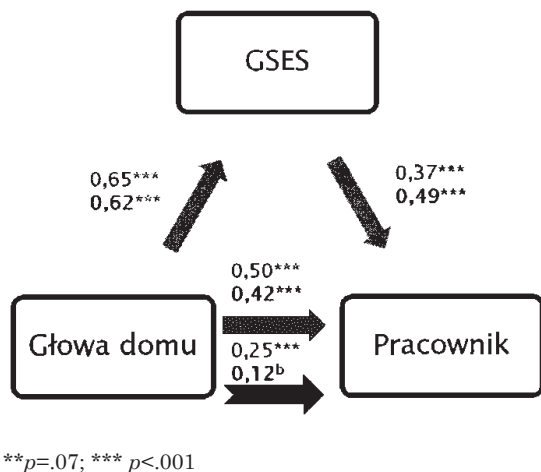 GSES
0,65***
0,62***
0,37***
0,49***
0,50***
0,42***
Głowa domu
Pracownik
0,25***
0,12ᵇ
**p=.07; *** p<.001